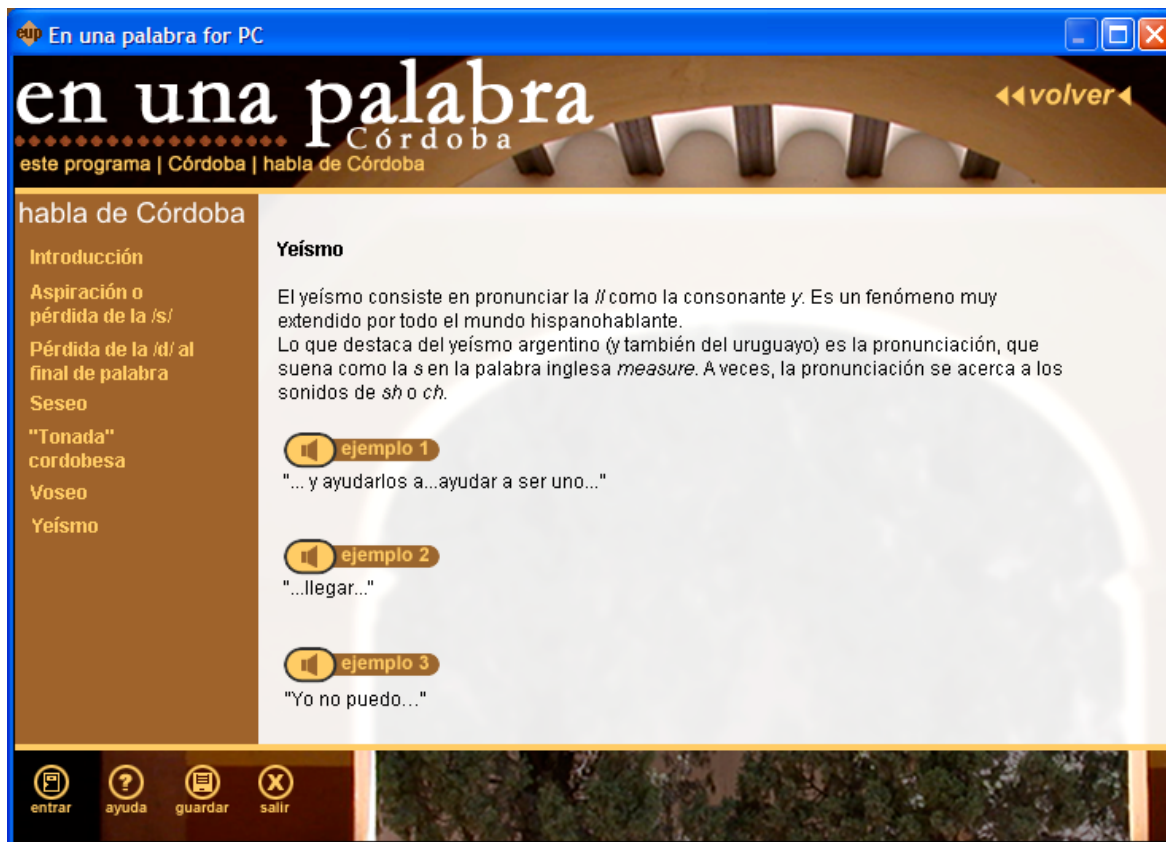 eup En una palabra for PC
en una palabra
Córdoba
volver
este programa | Córdoba | habla de Córdoba
habla de Córdoba
Introducción
Aspiración o
pérdida de la /s/
Pérdida de la /d/ al
final de palabra
Seseo
"Tonada"
cordobesa
Voseo
Yeísmo
Yeísmo
El yeísmo consiste en pronunciar la ll como la consonante y. Es un fenómeno muy
extendido por todo el mundo hispanohablante.
Lo que destaca del yeísmo argentino (y también del uruguayo) es la pronunciación, que
suena como la s en la palabra inglesa measure. A veces, la pronunciación se acerca a los
sonidos de sh o ch.
ejemplo 1
"... y ayudarlos a...ayudar a ser uno..."
ejemplo 2
"...llegar..."
ejemplo 3
"Yo no puedo..."
entrar
ayuda
guardar
salir